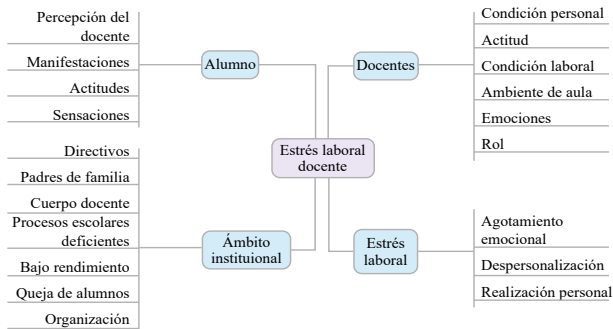 Percepción del
docente
Manifestaciones
Actitudes
Sensaciones
Alumno
Docentes
Condición personal
Actitud
Condición laboral
Ambiente de aula
Emociones
Rol
Estrés laboral
docente
Directivos
Padres de familia
Cuerpo docente
Procesos escolares
deficientes
Bajo rendimiento
Queja de alumnos
Organización
Ámbito
instituional
Estrés
laboral
Agotamiento
emocional
Despersonalización
Realización personal